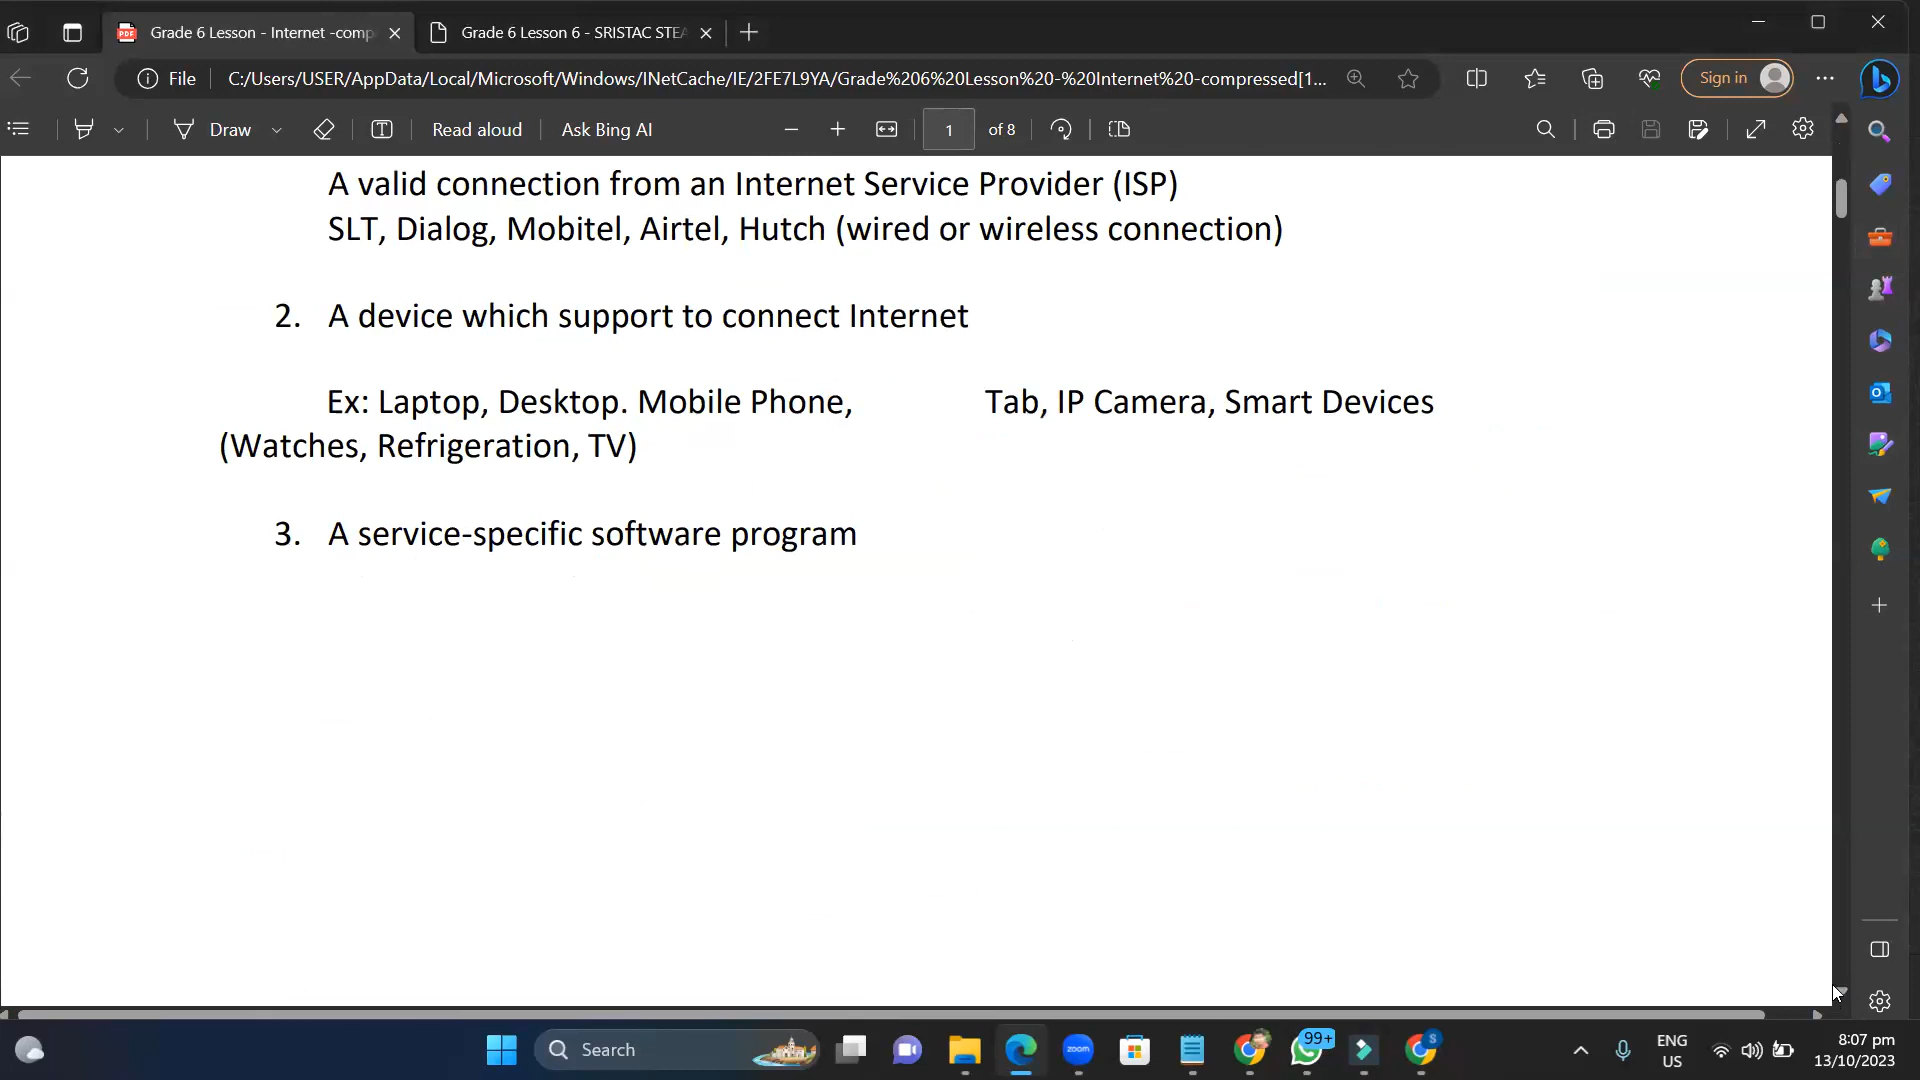 Grade 6 Lesson - Internet -comp
Grade 6 Lesson 6 - SRISTAC STEA
File
C:/Users/USER/AppData/Local/Microsoft/Windows/INetCache/IE/2FE7L9YA/Grade%206%20Lesson%20-%20Internet%20-compressed[1...
Sign in
Draw
Read aloud
Ask Bing AI
1
of 8
A valid connection from an Internet Service Provider (ISP)
SLT, Dialog, Mobitel, Airtel, Hutch (wired or wireless connection)
2. A device which support to connect Internet
Ex: Laptop, Desktop. Mobile Phone, Tab, IP Camera, Smart Devices
(Watches, Refrigeration, TV)
3. A service-specific software program
Search
zoom
99+
S
ENG
US
8:07 pm
13/10/2023